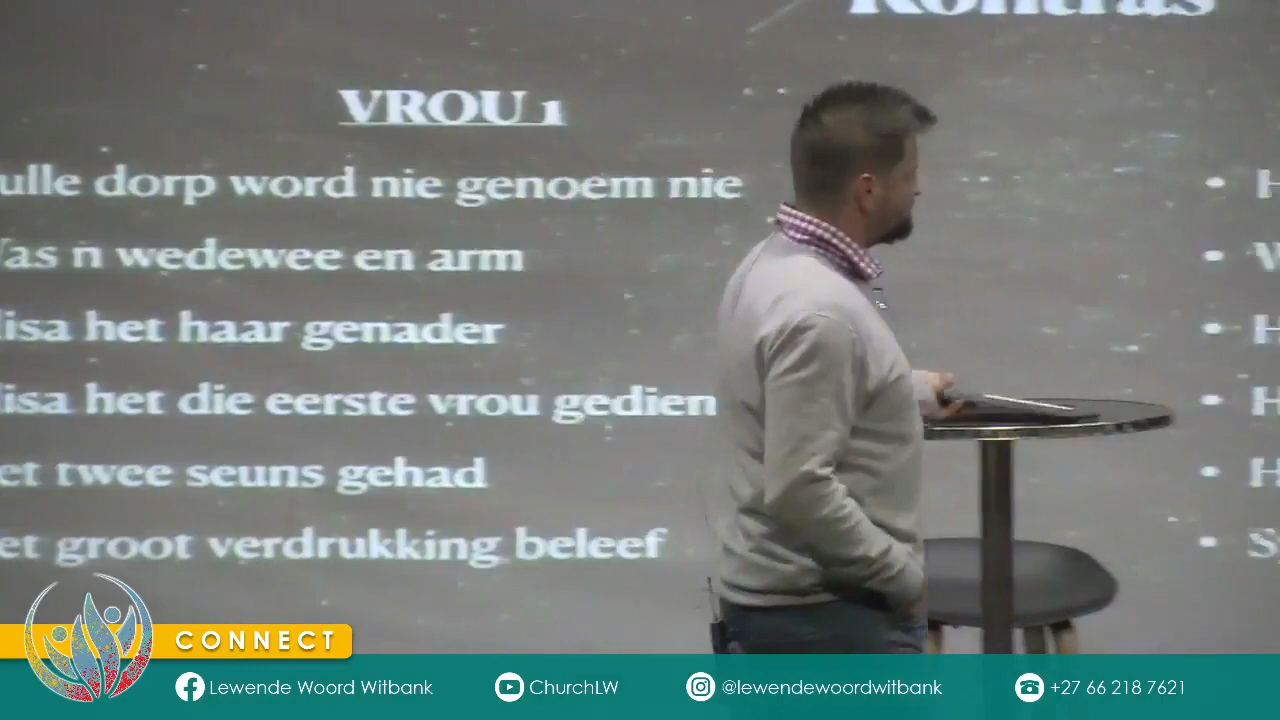 Kontras
VROU 1
ulle dorp word nie genoem nie
as n wedewee en arm
lisa het haar genader
lisa het die eerste vrou gedien
et twee seuns gehad
et groot verdrukking beleef
CONNECT
Lewende Woord Witbank
ChurchLW
@lewendewoordwitbank
+27 66 218 7621